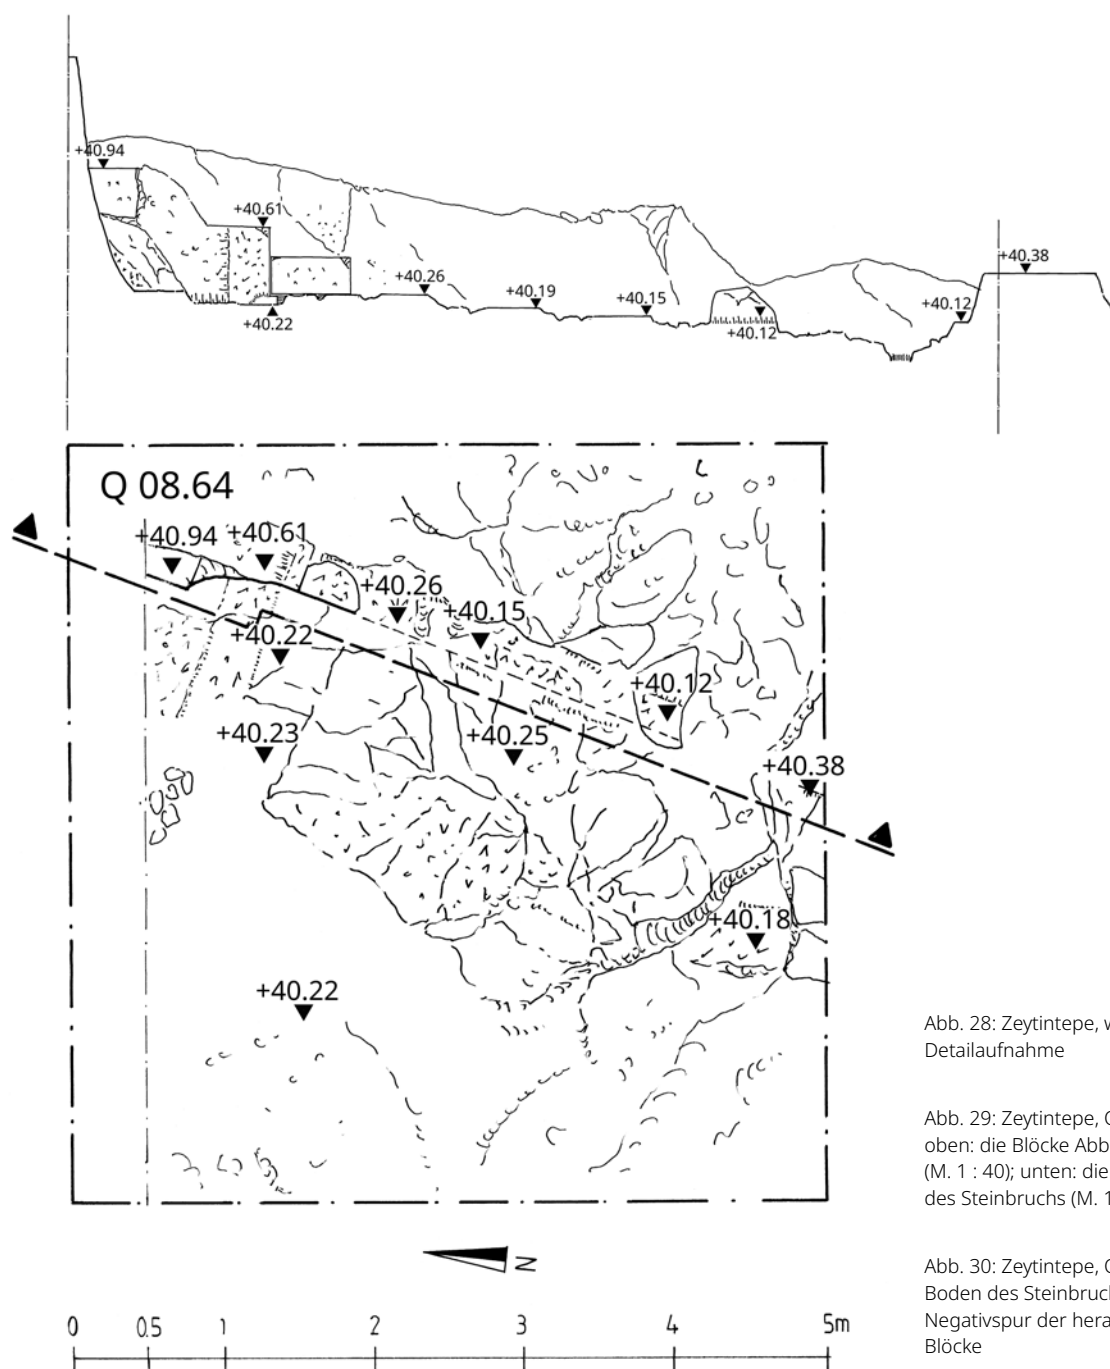 +40.94
+40.61
+40.26
+40.22
+40.19
+40.15
+40.12
+40.12
+40.38
Q 08.64
+40.94 +40.61
+40.26
+40.15
+40.22
+40.12
+40.23
+40.25
+40.38
+40.18
+40.22
N
0 0.5 1 2 3 4 5m
Abb. 28: Zeytintepe,
Detailaufnahme
Abb. 29: Zeytintepe,
oben: die Blöcke Abb
(M. 1 : 40); unten: die
des Steinbruchs (M. 1
Abb. 30: Zeytintepe,
Boden des Steinbruc
Negativspur der hera
Blöcke